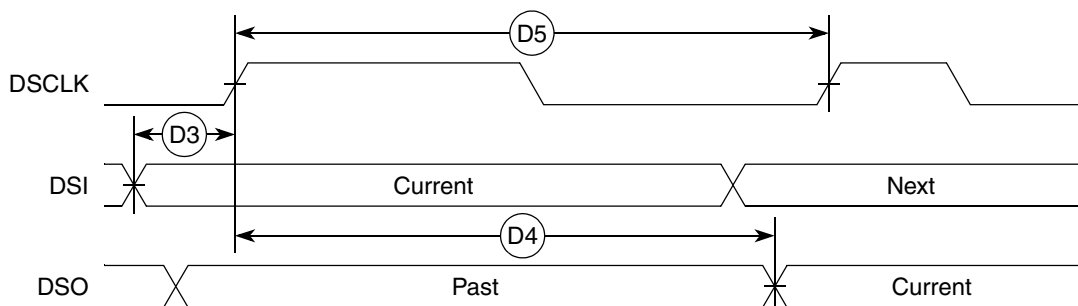 D5
DSCLK
D3
DSI
Current
Next
D4
DSO
Past
Current